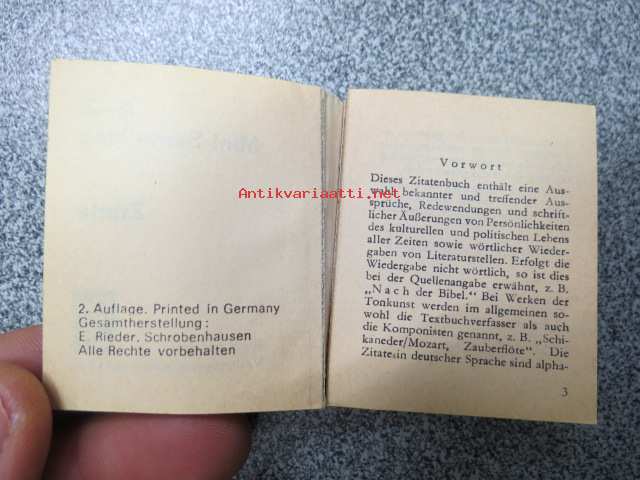 2. Auflage. Printed in Germany
Gesamtherstellung:
E. Rieder, Schrobenhausen
Alle Rechte vorbehalten
Vorwort
Dieses Zitatenbuch enthält eine Aus-
wahl bekannter und treffender Aus-
sprüche, Redewendungen und schrift-
licher Äußerungen von Persönlichkeiten
des kulturellen und politischen Lebens
aller Zeiten sowie wörtlicher Wieder-
gaben von Literaturstellen. Erfolgt die
Wiedergabe nicht wörtlich, so ist dies
bei der Quellenangabe erwähnt, z. B.
„Nach der Bibel.“ Bei Werken der
Tonkunst werden im allgemeinen so-
wohl die Textbuchverfasser als auch
die Komponisten genannt, z. B. „Schi-
kaneder/Mozart, Zauberflöte“. Die
Zitate in deutscher Sprache sind alpha-
3
Antikvariaatti.net